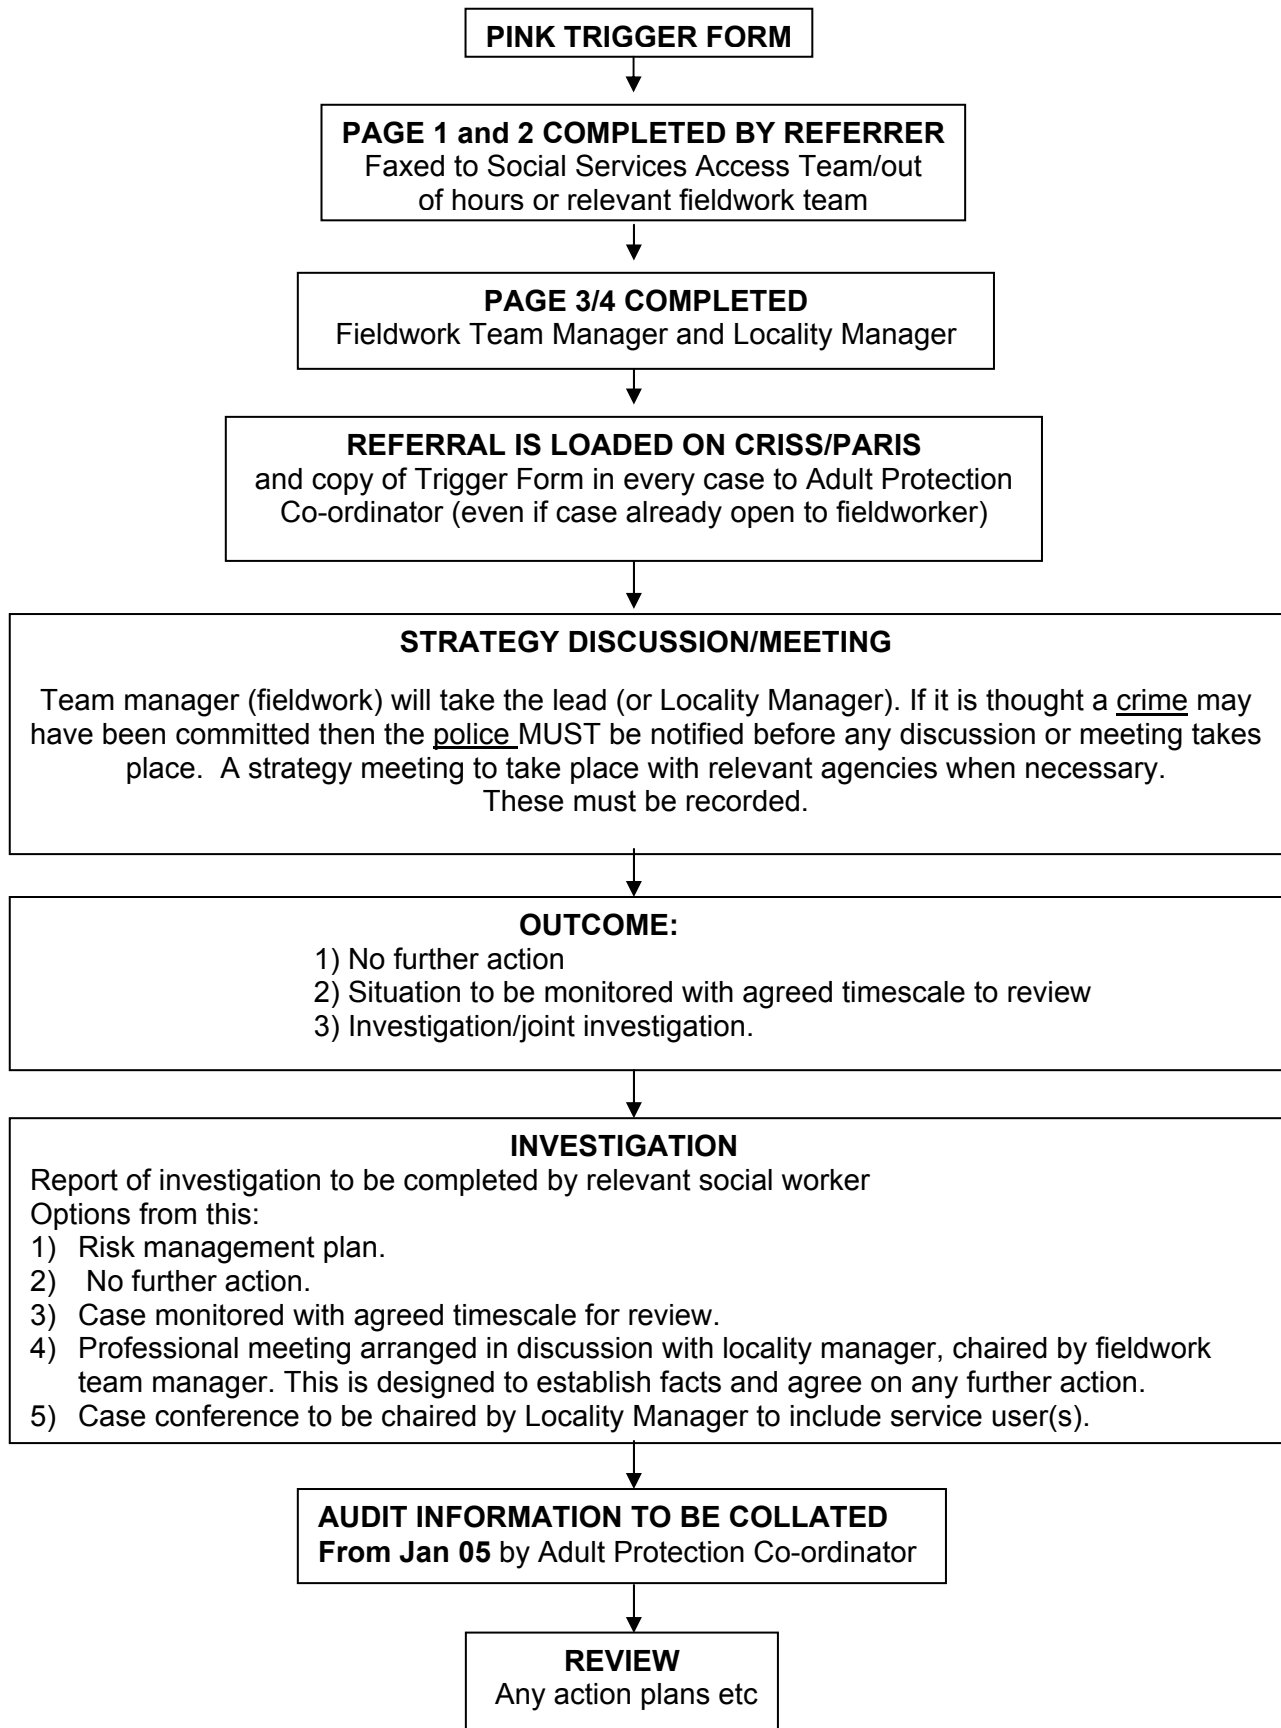 PINK TRIGGER FORM
PAGE 1 and 2 COMPLETED BY REFERRER
Faxed to Social Services Access Team/out
of hours or relevant fieldwork team
PAGE 3/4 COMPLETED
Fieldwork Team Manager and Locality Manager
REFERRAL IS LOADED ON CRISS/PARIS
and copy of Trigger Form in every case to Adult Protection
Co-ordinator (even if case already open to fieldworker)
STRATEGY DISCUSSION/MEETING
Team manager (fieldwork) will take the lead (or Locality Manager). If it is thought a crime may
have been committed then the police MUST be notified before any discussion or meeting takes
place.  A strategy meeting to take place with relevant agencies when necessary.
These must be recorded.
OUTCOME:
1) No further action
2) Situation to be monitored with agreed timescale to review
3) Investigation/joint investigation.
INVESTIGATION
Report of investigation to be completed by relevant social worker
Options from this:
1) Risk management plan.
2) No further action.
3) Case monitored with agreed timescale for review.
4) Professional meeting arranged in discussion with locality manager, chaired by fieldwork
team manager. This is designed to establish facts and agree on any further action.
5) Case conference to be chaired by Locality Manager to include service user(s).
AUDIT INFORMATION TO BE COLLATED
From Jan 05 by Adult Protection Co-ordinator
REVIEW
Any action plans etc